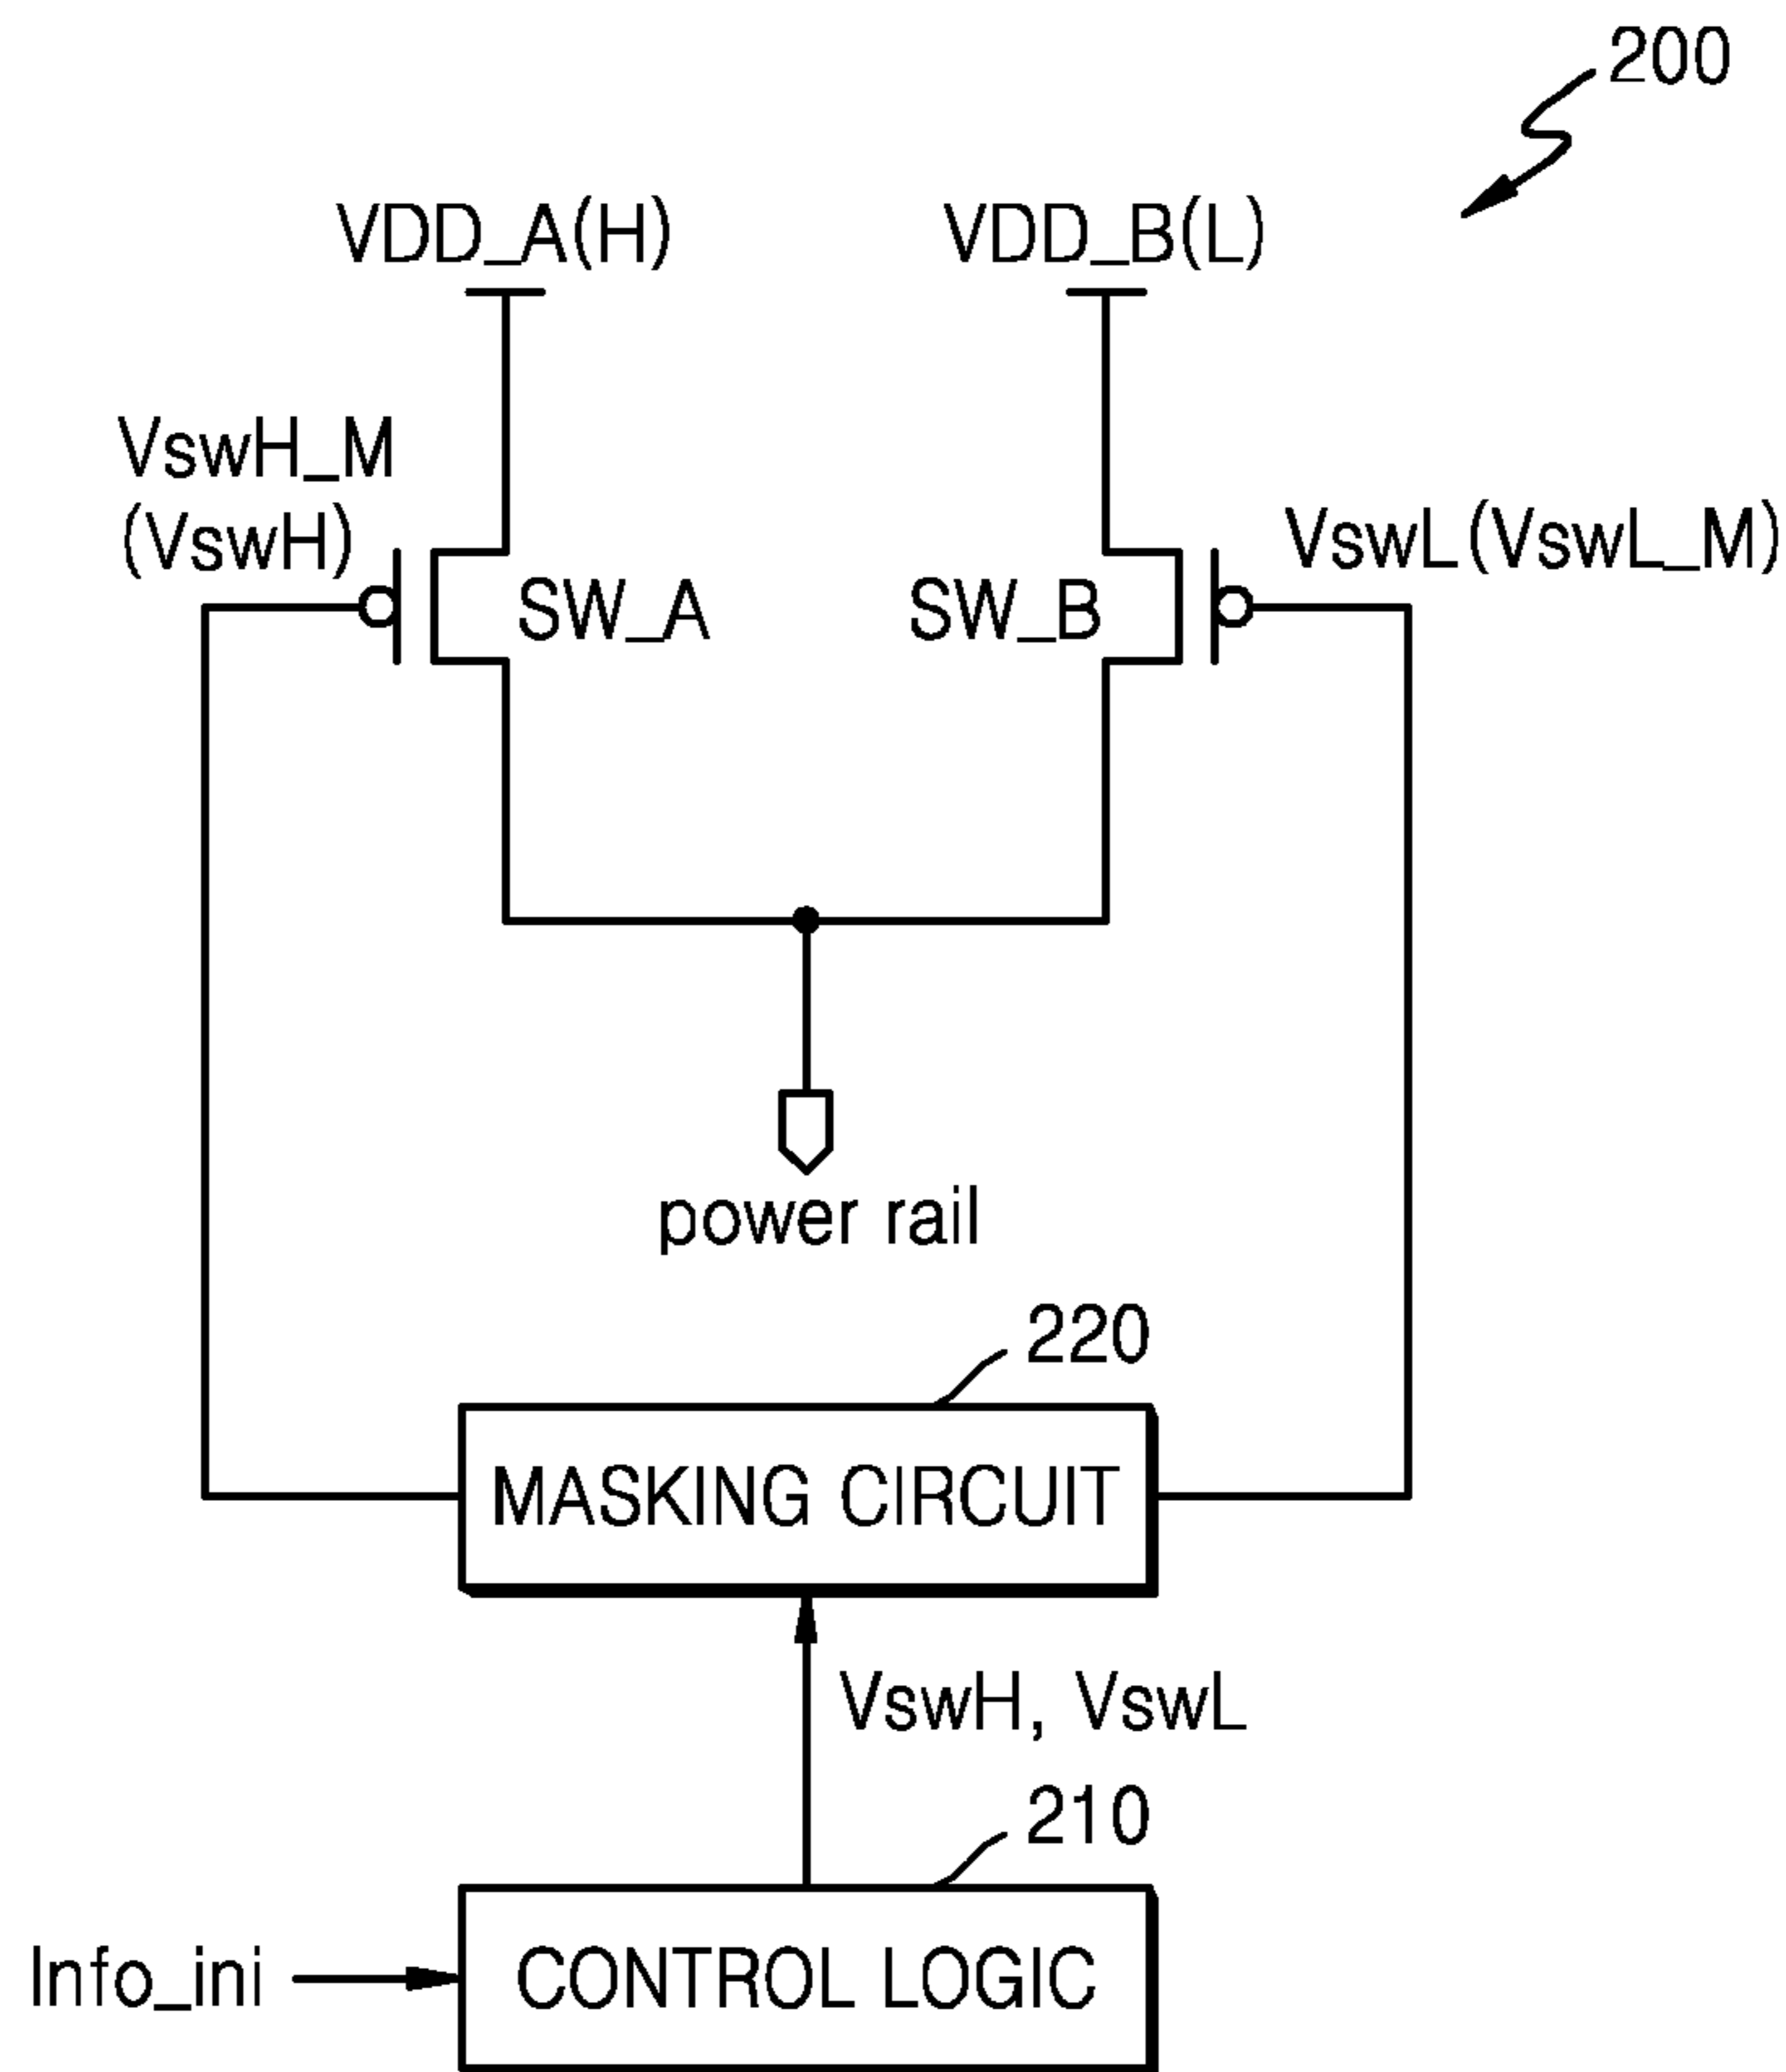 200
VDD_A(H)
VDD_B(L)
VswH_M
(VswH)
VswL(VswL_M)
SW_A
SW_B
power rail
220
MASKING CIRCUIT
VswH, VswL
210
Info_ini
CONTROL LOGIC